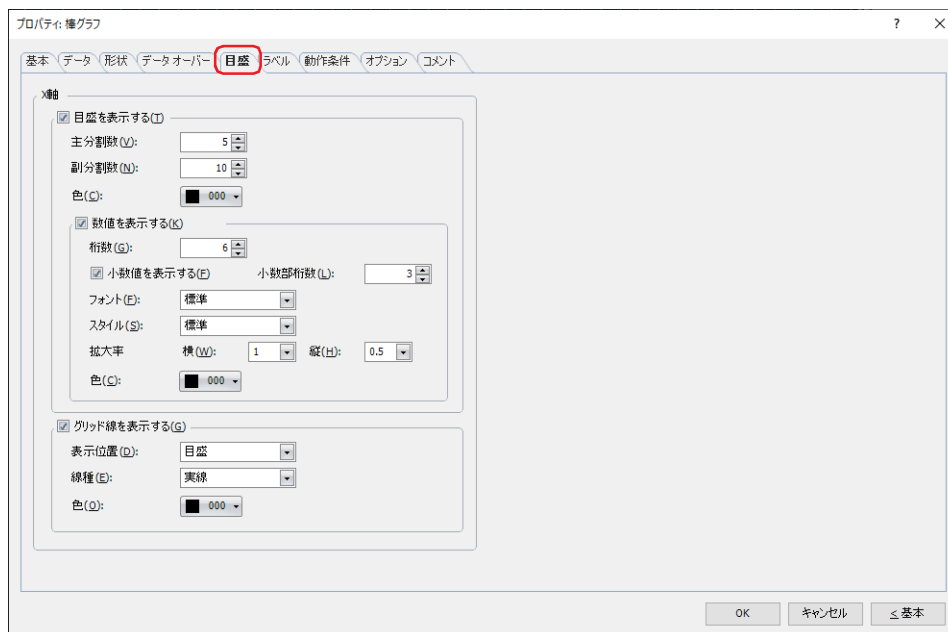 プロパティ: 棒グラフ ? ×
基本 データ 形状 データ オーバー 目盛 ラベル 動作条件 オプション コメント
X軸
目盛を表示する(T)
主分割数(V): 5
副分割数(N): 10
色(C): 000
数値を表示する(K)
桁数(G): 6
小数値を表示する(F) 小数部桁数(L): 3
フォント(F): 標準
スタイル(S): 標準
拡大率 横(W): 1 縦(H): 0.5
色(C): 000
グリッド線を表示する(G)
表示位置(D): 目盛
線種(E): 実線
色(O): 000
OK キャンセル < 基本